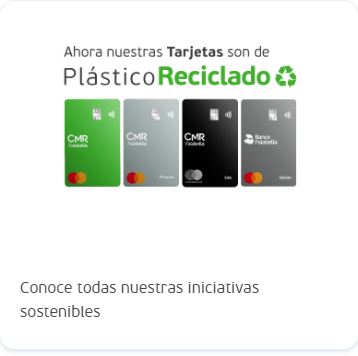 Ahora nuestras Tarjetas son de
Plástico Reciclado
CMR
Falabella
CMR
Falabella
CMR
Falabella
Banco
Falabella
Conoce todas nuestras iniciativas
sostenibles